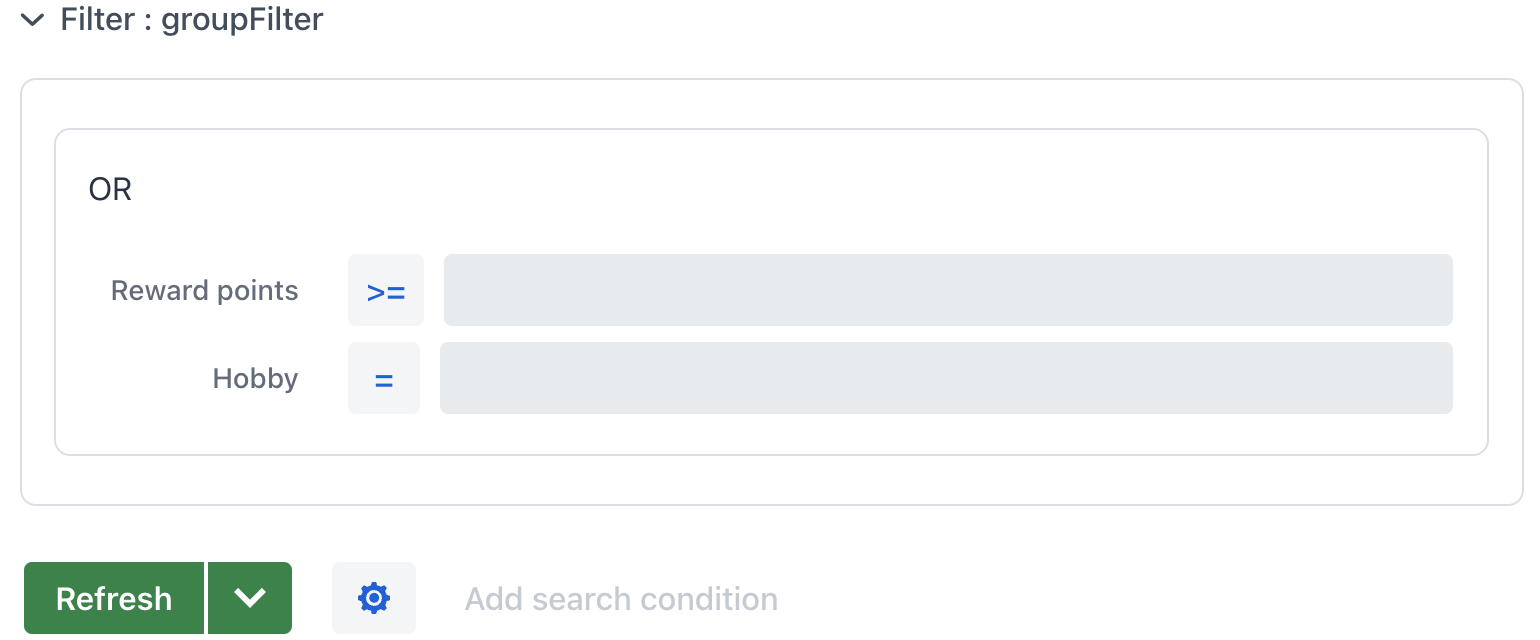 Filter : groupFilter
OR
Reward points >=
Hobby =
Refresh Add search condition